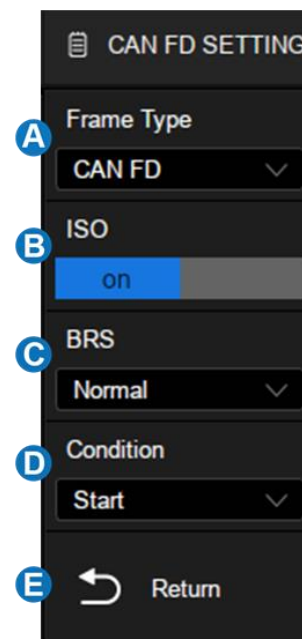 CAN FD SETTING
A
Frame Type
CAN FD
B
ISO
on
C
BRS
Normal
D
Condition
Start
E
Return